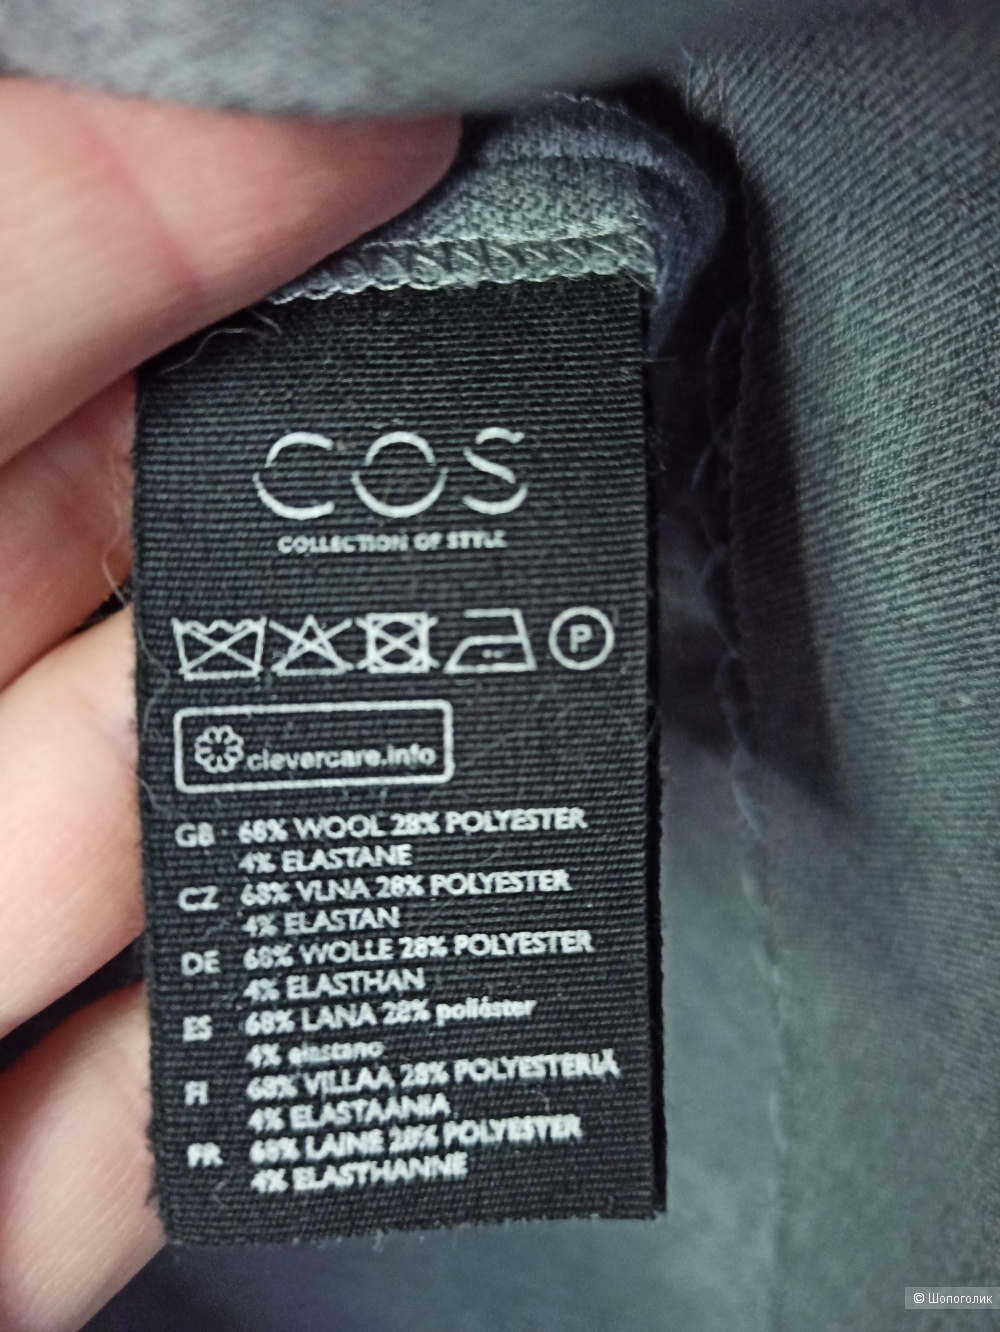 COS
COLLECTION OF STYLE
P
clevercare.info
GB 68% WOOL 28% POLYESTER
4% ELASTANE
CZ 68% VLNA 28% POLYESTER
4% ELASTAN
DE 68% WOLLE 28% POLYESTER
4% ELASTHAN
ES 68% LANA 28% poliéster
4% elastano
FI 68% VILLAA 28% POLYESTERIÄ
4% ELASTAANIA
FR 68% LAINE 28% POLYESTER
4% ELASTHANNE
© Шопоголик